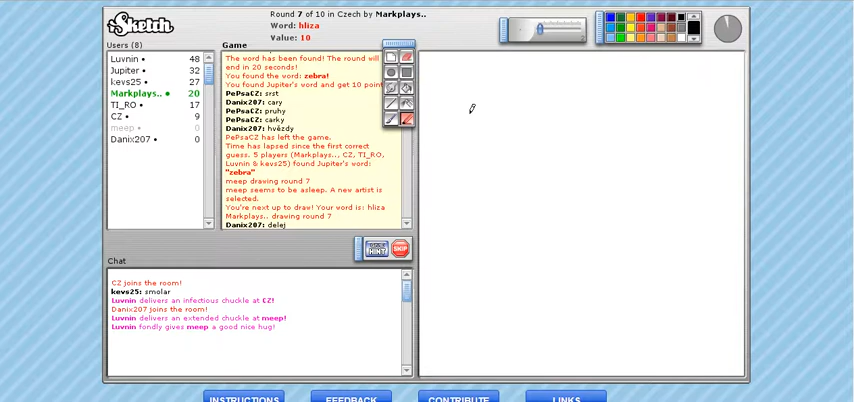 iSketch
Round 7 of 10 in Czech by Markplays..
Word: hliza
Value: 10
Users (8)
Luvnin • 48
Jupiter • 32
kevs25 • 27
Markplays.. • 20
TI_RO • 17
CZ • 9
meep • 0
Danix207 • 0
Game
The word has been found! The round will
end in 20 seconds!
You found the word: zebra!
You found Jupiter's word and get 10 point
PePsaCZ: srst
Danix207: cary
PePsaCZ: pruhy
PePsaCZ: carky
Danix207: hvězdy
PePsaCZ has left the game.
Time has lapsed since the first correct
guess. 5 players (Markplays.., CZ, TI_RO,
Luvnin & kevs25) found Jupiter's word:
"zebra"
meep drawing round 7
meep seems to be asleep. A new artist is
selected.
You're next up to draw! Your word is: hliza
Markplays.. drawing round 7
Danix207: delej
HINT
SKIP
Chat
CZ joins the room!
kevs25: smolar
Luvnin delivers an infectious chuckle at CZ!
Danix207 joins the room!
Luvnin delivers an extended chuckle at meep!
Luvnin fondly gives meep a good nice hug!
INSTRUCTIONS
FEEDBACK
CONTRIBUTE
LINKS